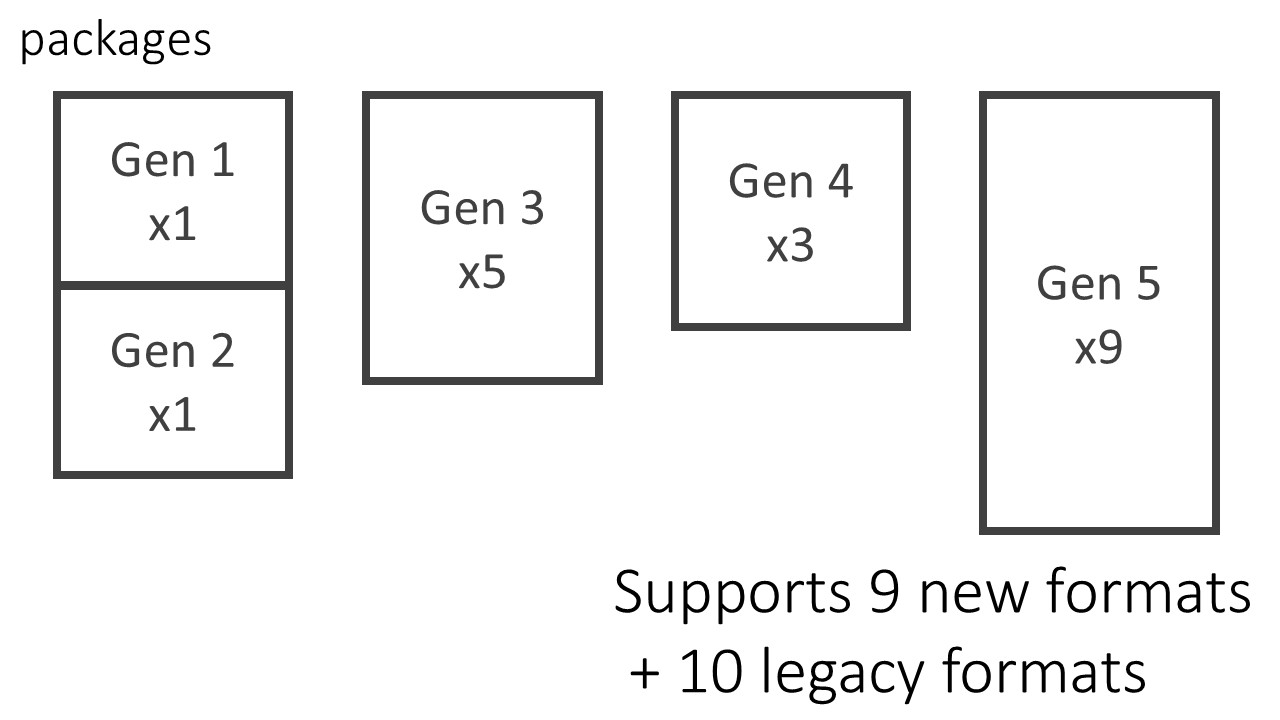 packages
Gen 1
x1
Gen 2
x1
Gen 3
x5
Gen 4
x3
Gen 5
x9
Supports 9 new formats
+ 10 legacy formats